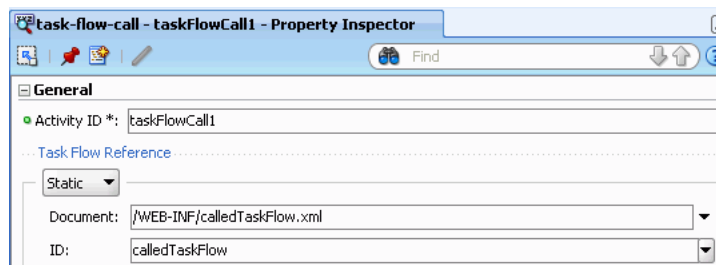 task-flow-call - taskFlowCall1 - Property Inspector
Find
General
Activity ID *: taskFlowCall1
Task Flow Reference
Static
Document: /WEB-INF/calledTaskFlow.xml
ID: calledTaskFlow